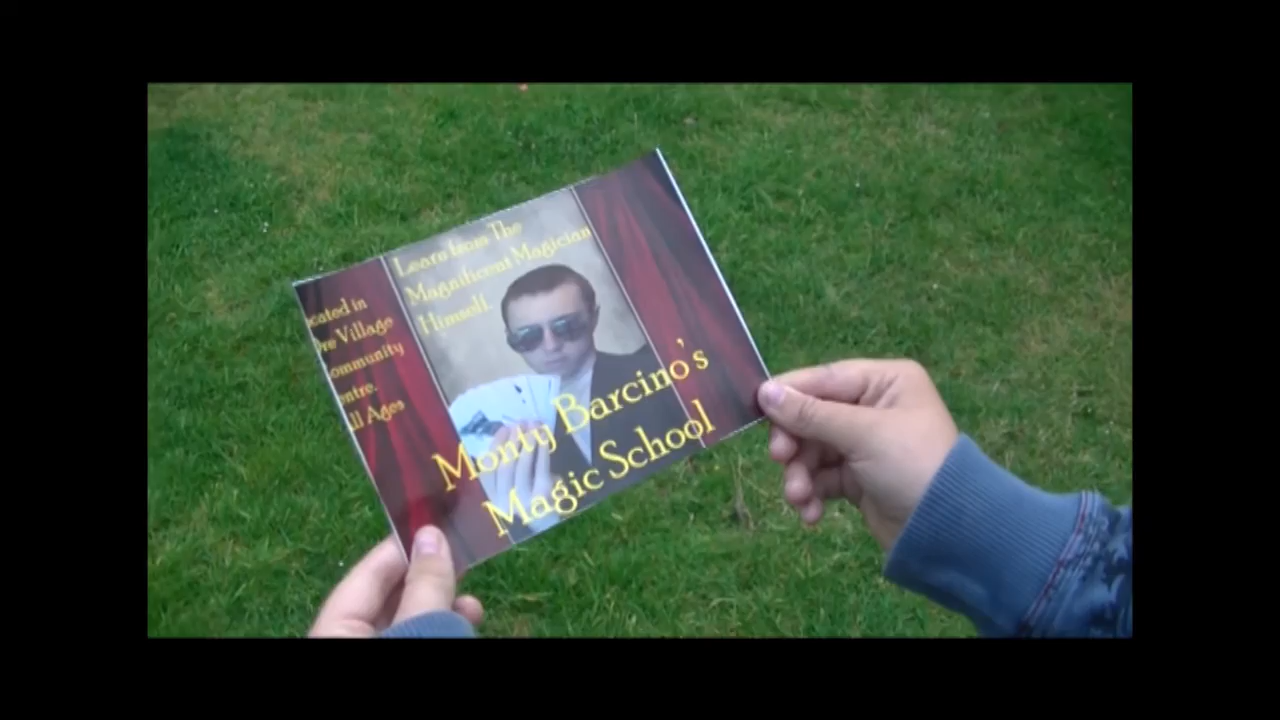 Learn from The
Magnificent Magician
Himself.
cated in
re Village
ommunity
entre.
ll Ages
Monty Barcino's
Magic School